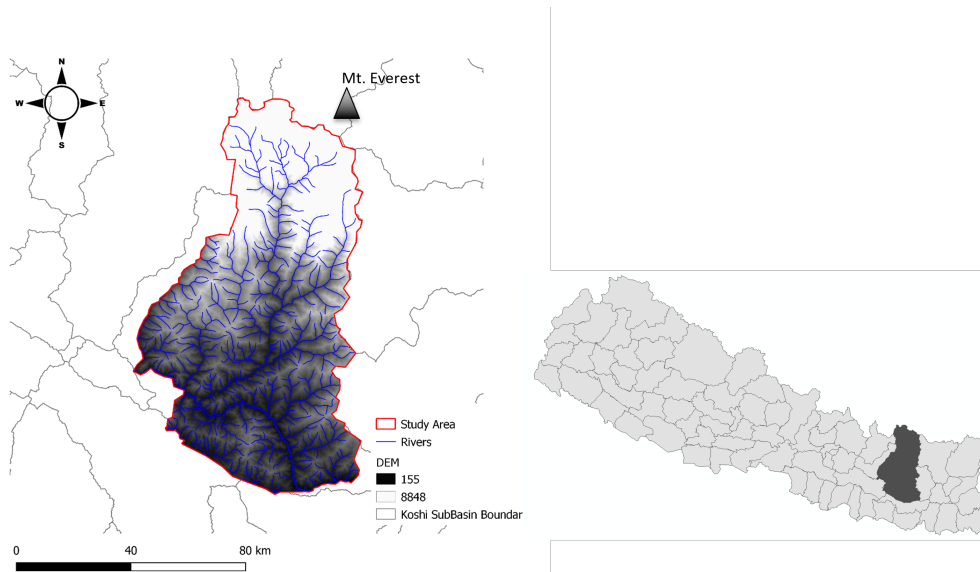 Mt. Everest
N
W
E
S
Study Area
Rivers
DEM
155
8848
Koshi SubBasin Boundar
0
40
80 km